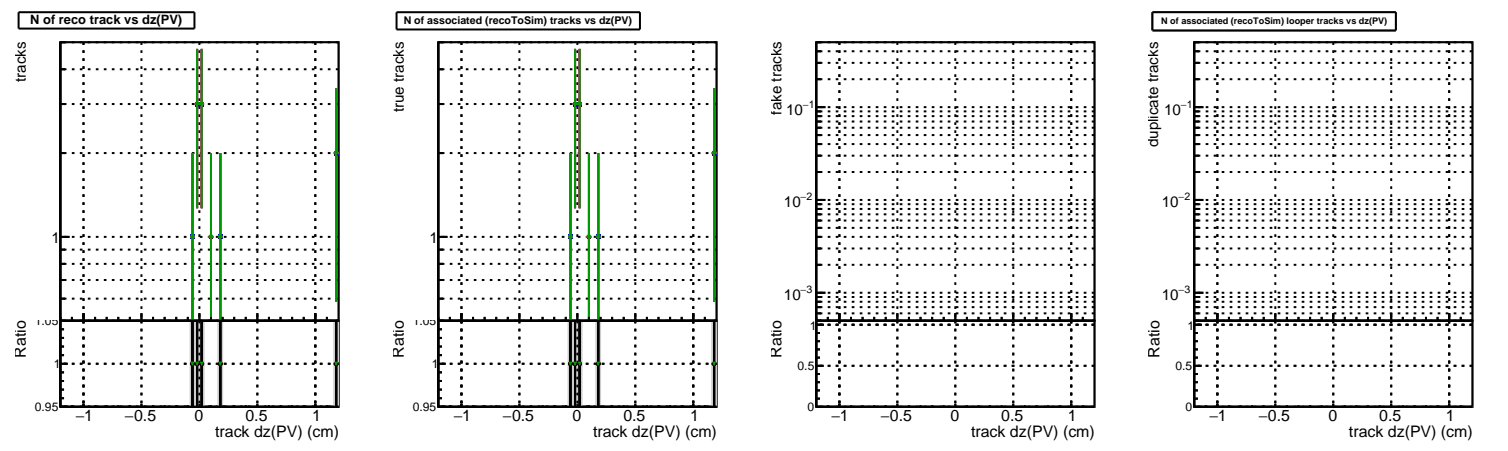 N of reco track vs dz(PV)
tracks
1
Ratio
1.05
1
0.95
−1 −0.5 0 0.5 1
track dz(PV) (cm)
N of associated (recoToSim) tracks vs dz(PV)
true tracks
1
Ratio
1.05
1
0.95
−1 −0.5 0 0.5 1
track dz(PV) (cm)
fake tracks
10−1
10−2
10−3
Ratio
1
0.5
0
−1 −0.5 0 0.5 1
track dz(PV) (cm)
N of associated (recoToSim) looper tracks vs dz(PV)
duplicate tracks
10−1
10−2
10−3
Ratio
1
0.5
0
−1 −0.5 0 0.5 1
track dz(PV) (cm)